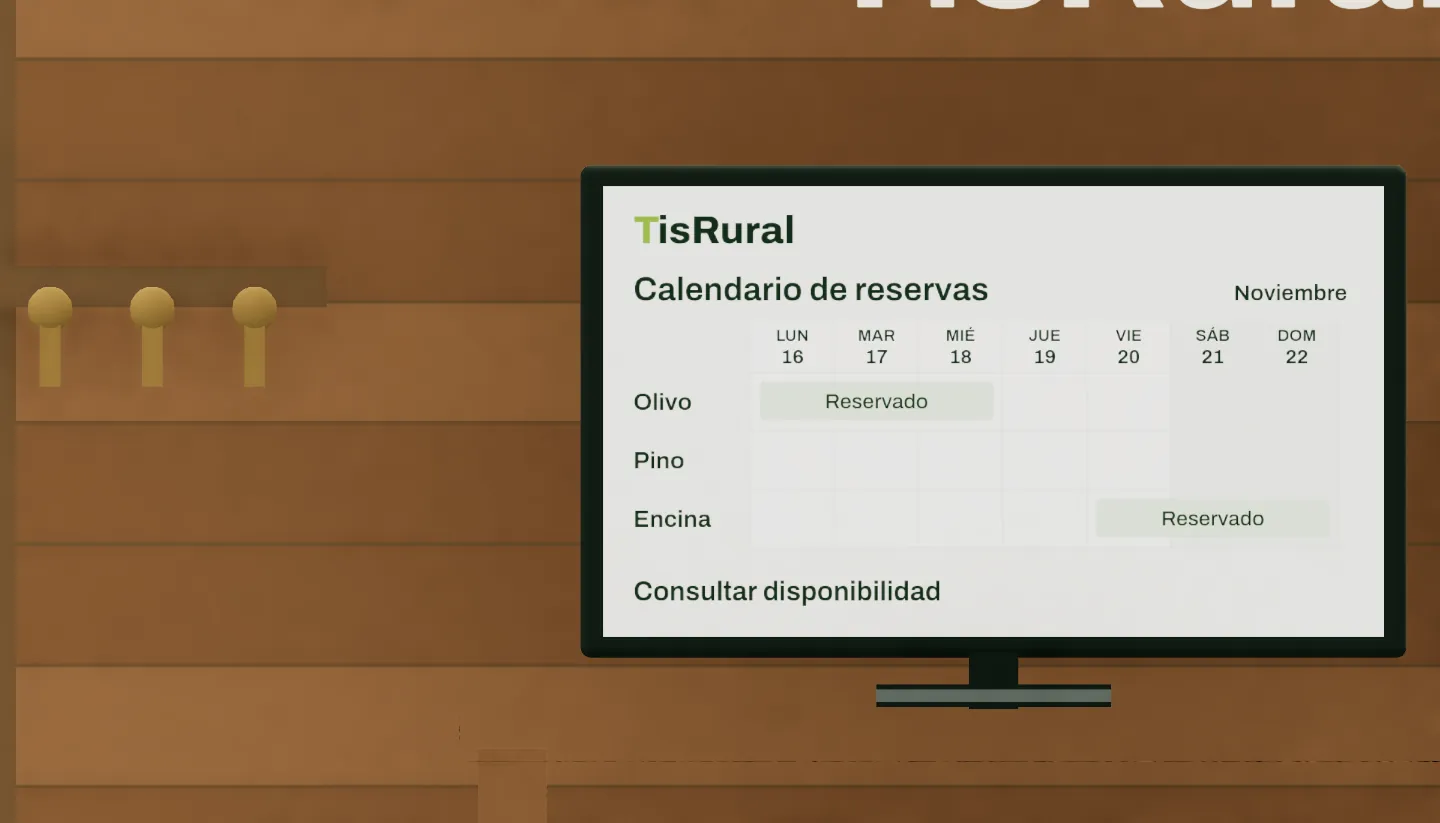 TisRural
TisRural
Calendario de reservas
Noviembre
LUN MAR MIÉ JUE VIE SÁB DOM
16 17 18 19 20 21 22
Olivo Reservado
Pino
Encina Reservado
Consultar disponibilidad